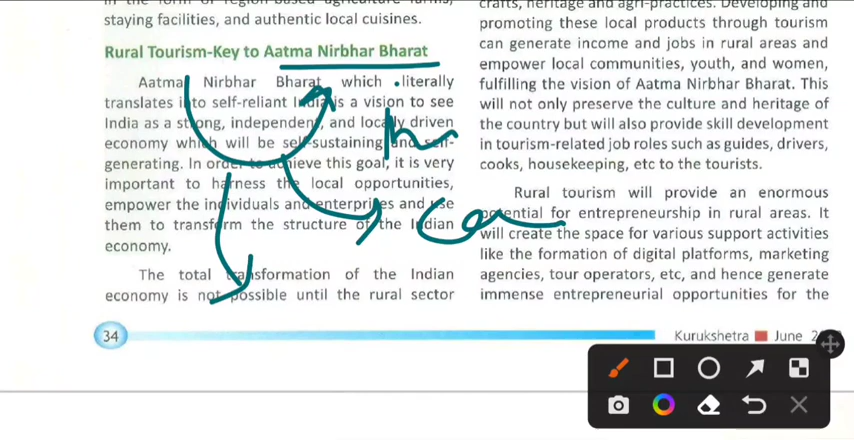 staying facilities, and authentic local cuisines.
Rural Tourism-Key to Aatma Nirbhar Bharat
Aatma Nirbhar Bharat which literally
translates into self-reliant India is a vision to see
India as a strong, independent, and locally driven
economy which will be self-sustaining and self-
generating. In order to achieve this goal, it is very
important to harness the local opportunities,
empower the individuals and enterprises and use
them to transform the structure of the Indian
economy.
The total transformation of the Indian
economy is not possible until the rural sector
crafts, heritage and agri-practices. Developing and
promoting these local products through tourism
can generate income and jobs in rural areas and
empower local communities, youth, and women,
fulfilling the vision of Aatma Nirbhar Bharat. This
will not only preserve the culture and heritage of
the country but will also provide skill development
in tourism-related job roles such as guides, drivers,
cooks, housekeeping, etc to the tourists.
Rural tourism will provide an enormous
potential for entrepreneurship in rural areas. It
will create the space for various support activities
like the formation of digital platforms, marketing
agencies, tour operators, etc, and hence generate
immense entrepreneurial opportunities for the
34
Kurukshetra June